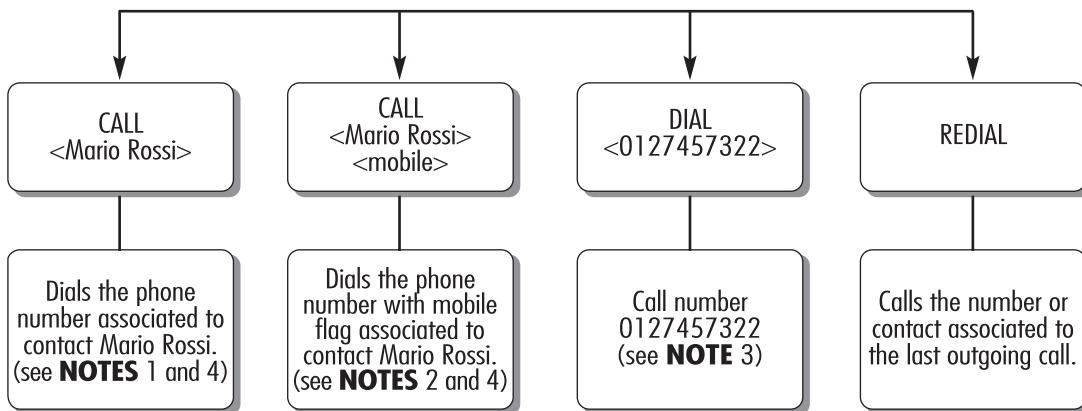 CALL
<Mario Rossi>
CALL
<Mario Rossi>
<mobile>
DIAL
<0127457322>
REDIAL
Dials the phone
number associated to
contact Mario Rossi.
(see NOTES 1 and 4)
Dials the phone
number with mobile
flag associated to
contact Mario Rossi.
(see NOTES 2 and 4)
Call number
0127457322
(see NOTE 3)
Calls the number or
contact associated to
the last outgoing call.